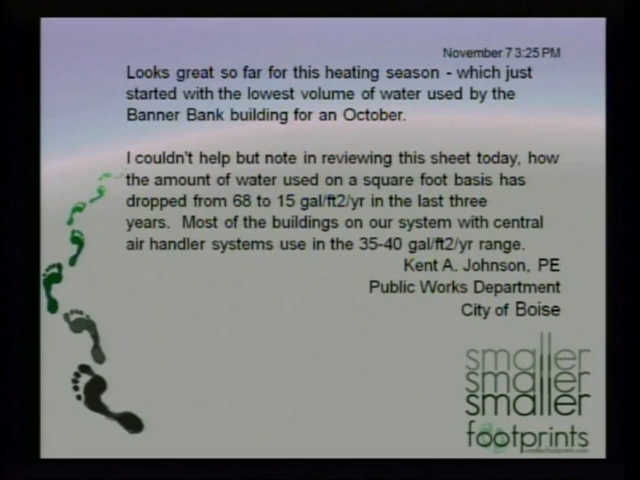 November 7 3:25 PM
Looks great so far for this heating season - which just
started with the lowest volume of water used by the
Banner Bank building for an October.
I couldn't help but note in reviewing this sheet today, how
the amount of water used on a square foot basis has
dropped from 68 to 15 gal/ft2/yr in the last three
years.  Most of the buildings on our system with central
air handler systems use in the 35-40 gal/ft2/yr range.
Kent A. Johnson, PE
Public Works Department
City of Boise
smaller
smaller
smaller
footprints